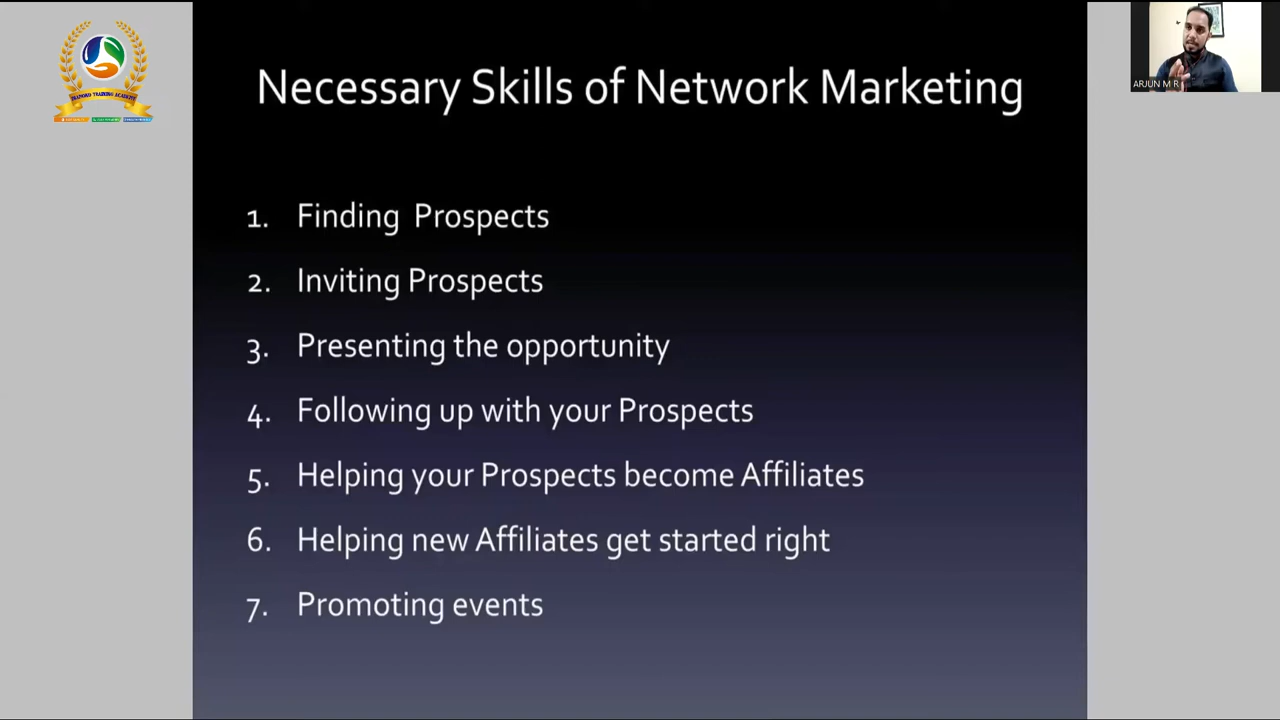 Necessary Skills of Network Marketing
1. Finding Prospects
2. Inviting Prospects
3. Presenting the opportunity
4. Following up with your Prospects
5. Helping your Prospects become Affiliates
6. Helping new Affiliates get started right
7. Promoting events
ARJUN M R
TRAINING ACADEMY